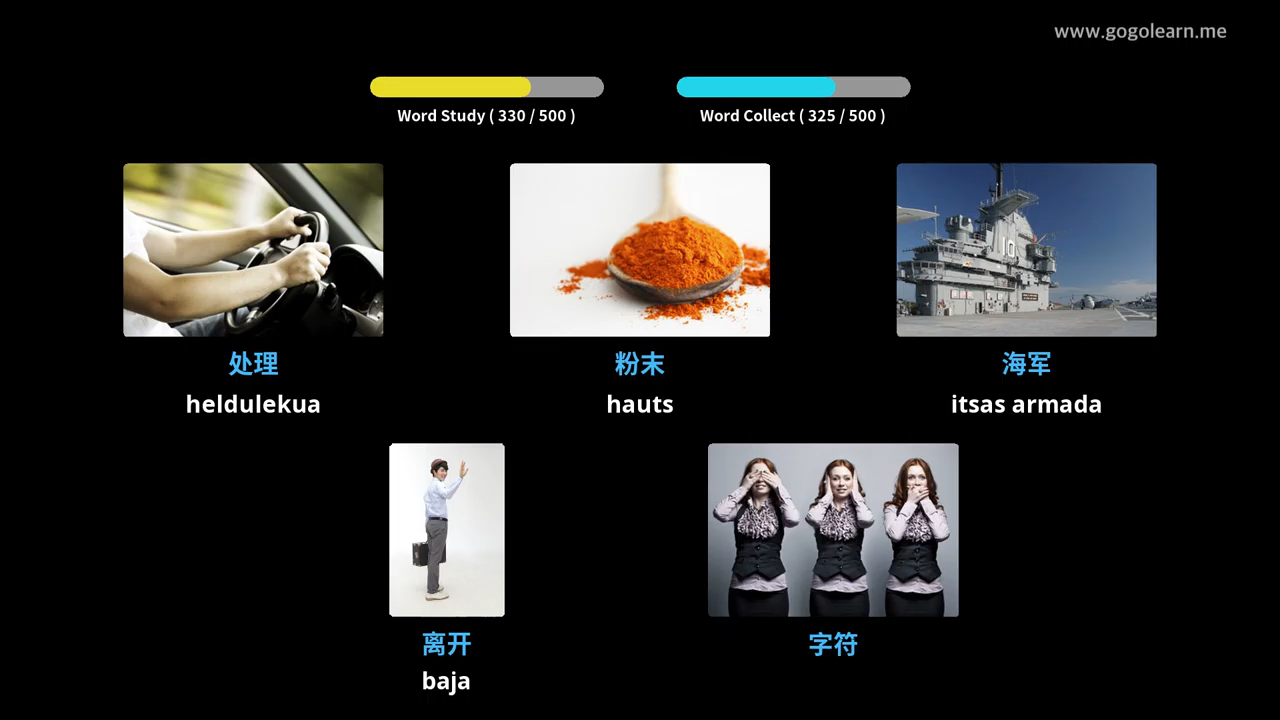 www.gogolearn.me
Word Study ( 330 / 500 )
Word Collect ( 325 / 500 )
处理
heldulekua
粉末
hauts
海军
itsas armada
离开
baja
字符